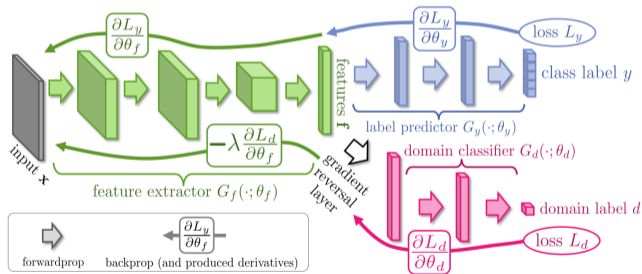 ∂L_y/∂θ_f
∂L_y/∂θ_y
loss L_y
features f
class label y
label predictor G_y(·; θ_y)
−λ ∂L_d/∂θ_f
input x
feature extractor G_f(·; θ_f)
gradient
reversal
layer
domain classifier G_d(·; θ_d)
domain label d
∂L_d/∂θ_d
loss L_d
forwardprop
∂L_y/∂θ_f
backprop (and produced derivatives)